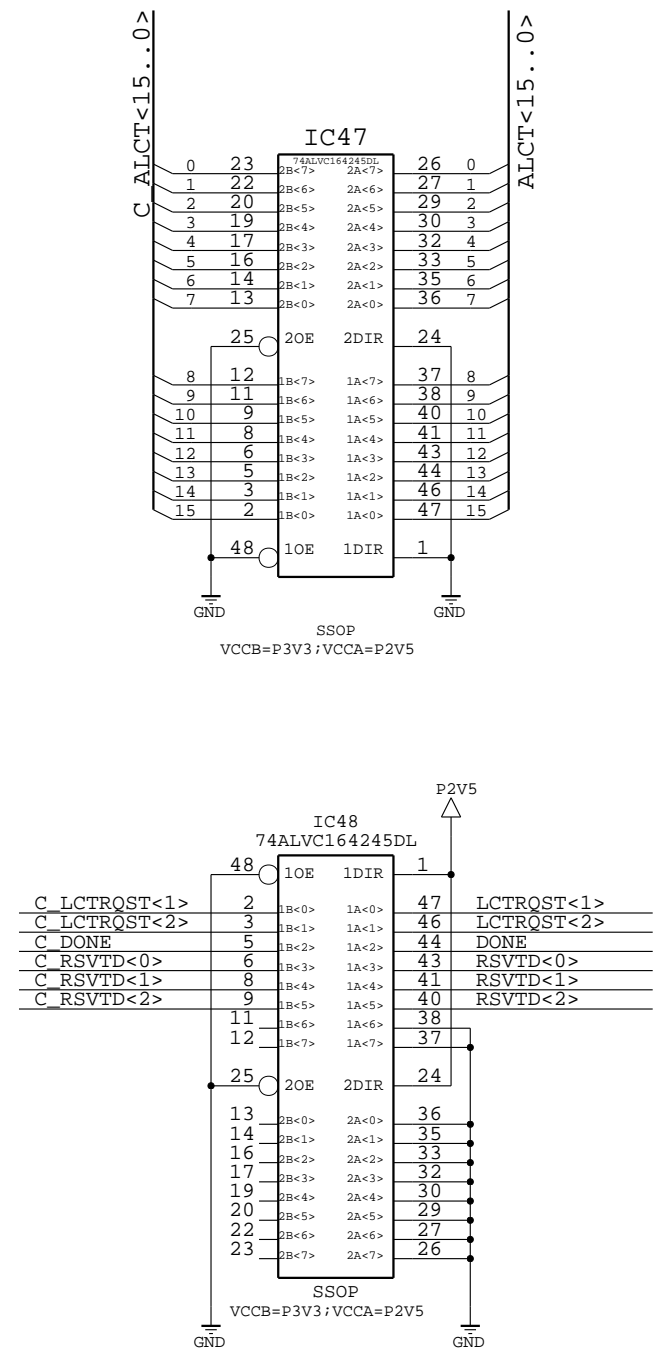 C_ALCT<15...0>
ALCT<15...0>
IC47
74ALVC164245DL
0 23 2B<7> 2A<7> 26 0
1 22 2B<6> 2A<6> 27 1
2 20 2B<5> 2A<5> 29 2
3 19 2B<4> 2A<4> 30 3
4 17 2B<3> 2A<3> 32 4
5 16 2B<2> 2A<2> 33 5
6 14 2B<1> 2A<1> 35 6
7 13 2B<0> 2A<0> 36 7
25 2OE 2DIR 24
8 12 1B<7> 1A<7> 37 8
9 11 1B<6> 1A<6> 38 9
10 9 1B<5> 1A<5> 40 10
11 8 1B<4> 1A<4> 41 11
12 6 1B<3> 1A<3> 43 12
13 5 1B<2> 1A<2> 44 13
14 3 1B<1> 1A<1> 46 14
15 2 1B<0> 1A<0> 47 15
48 1OE 1DIR 1
GND GND
SSOP
VCCB=P3V3;VCCA=P2V5
P2V5
IC48
74ALVC164245DL
48 1OE 1DIR 1
C_LCTRQST<1> 2 1B<0> 1A<0> 47 LCTRQST<1>
C_LCTRQST<2> 3 1B<1> 1A<1> 46 LCTRQST<2>
C_DONE 5 1B<2> 1A<2> 44 DONE
C_RSVTD<0> 6 1B<3> 1A<3> 43 RSVTD<0>
C_RSVTD<1> 8 1B<4> 1A<4> 41 RSVTD<1>
C_RSVTD<2> 9 1B<5> 1A<5> 40 RSVTD<2>
11 1B<6> 1A<6> 38
12 1B<7> 1A<7> 37
25 2OE 2DIR 24
13 2B<0> 2A<0> 36
14 2B<1> 2A<1> 35
16 2B<2> 2A<2> 33
17 2B<3> 2A<3> 32
19 2B<4> 2A<4> 30
20 2B<5> 2A<5> 29
22 2B<6> 2A<6> 27
23 2B<7> 2A<7> 26
SSOP
VCCB=P3V3;VCCA=P2V5
GND GND